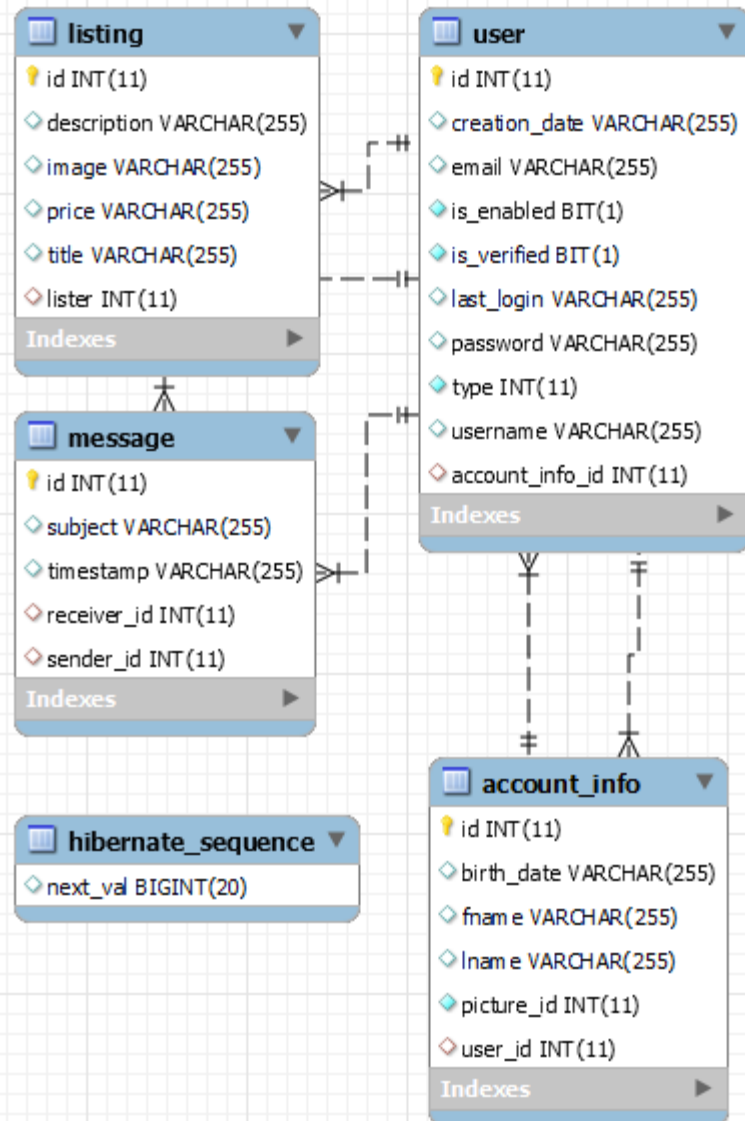 listing
id INT(11)
description VARCHAR(255)
image VARCHAR(255)
price VARCHAR(255)
title VARCHAR(255)
lister INT(11)
Indexes
user
id INT(11)
creation_date VARCHAR(255)
email VARCHAR(255)
is_enabled BIT(1)
is_verified BIT(1)
last_login VARCHAR(255)
password VARCHAR(255)
type INT(11)
username VARCHAR(255)
account_info_id INT(11)
Indexes
message
id INT(11)
subject VARCHAR(255)
timestamp VARCHAR(255)
receiver_id INT(11)
sender_id INT(11)
Indexes
hibernate_sequence
next_val BIGINT(20)
account_info
id INT(11)
birth_date VARCHAR(255)
fname VARCHAR(255)
lname VARCHAR(255)
picture_id INT(11)
user_id INT(11)
Indexes